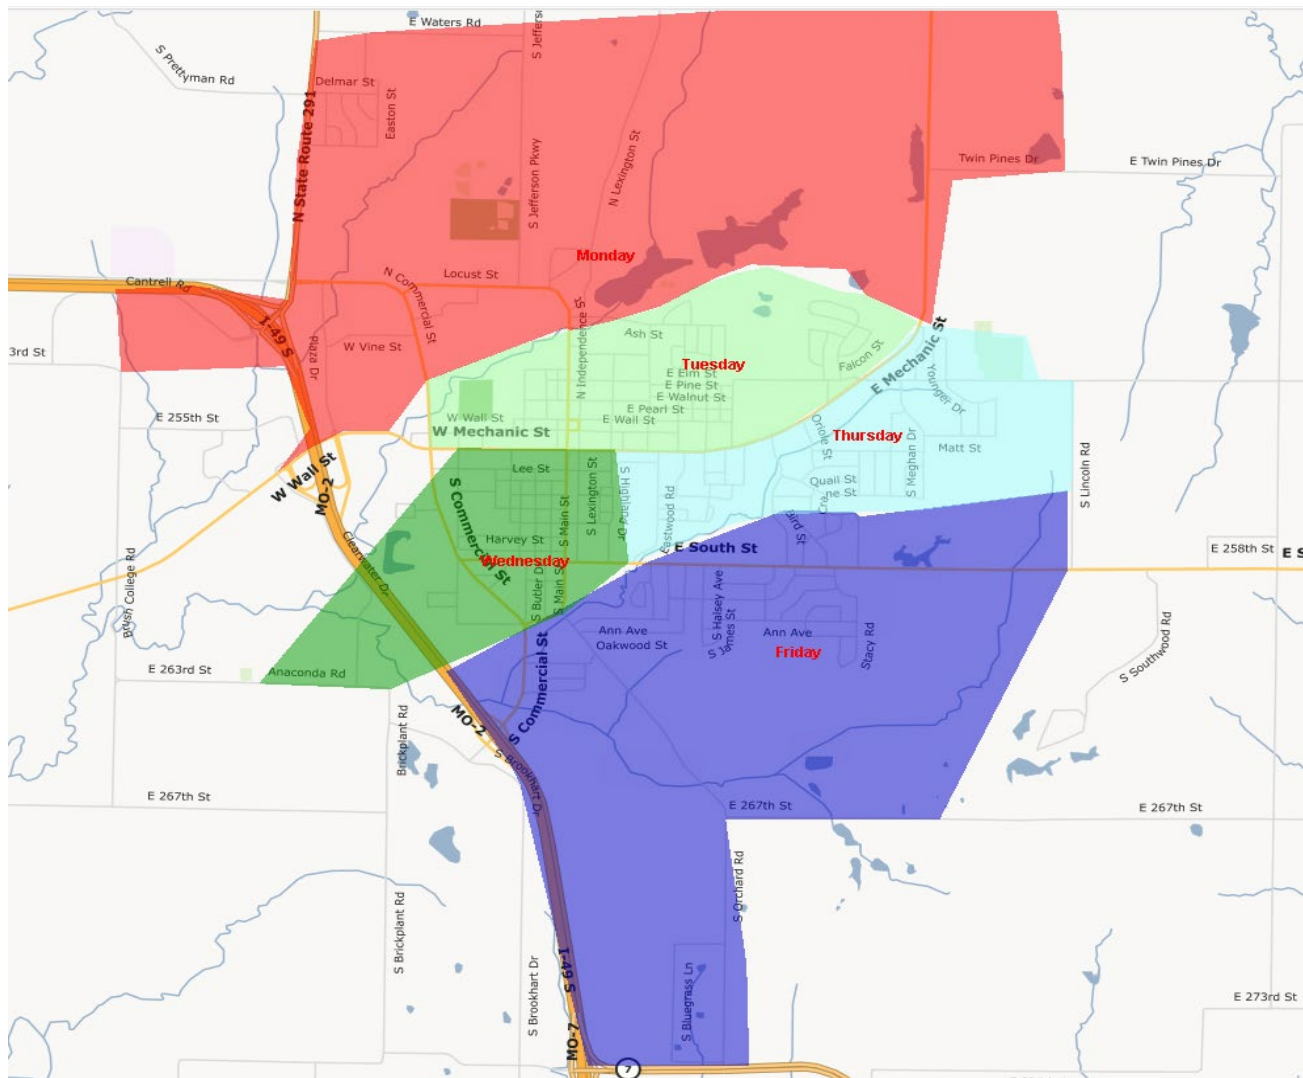 E Waters Rd
S Jeffers
S Prettyman Rd
Delmar St
Easton St
N State Route 291
S Jefferson Pkwy
N Lexington St
Twin Pines Dr
E Twin Pines Dr
Monday
Cantrell Rd
Locust St
N Commercial St
I-49 S
Plaza Dr
W Vine St
N Independence S
Ash St
Tuesday
E Elm St
E Pine St
E Walnut St
E Pearl St
E Wall St
Falcon St
E Mechanic St
Younger Dr
3rd St
E 255th St
W Wall St
W Mechanic St
Oriole St
Thursday
Matt St
S Meghan Dr
S Lincoln Rd
W Wall St
MO-2
Lee St
S Lexington St
S Highland Dr
Eastwood Rd
Quail St
Cra
ne St
Bird St
S Commercial St
S Main St
Harvey St
Wednesday
E South St
E 258th St
E S
Clearwater Dr
Brush College Rd
S Butler D
S Main St
Ann Ave
Oakwood St
S Halsey Ave
S James St
Ann Ave
Friday
Stacy Rd
S Southwood Rd
E 263rd St
Anaconda Rd
S Commercial St
MO-2
Brickplant Rd
S Brookhart Dr
E 267th St
E 267th St
E 267th St
S Orchard Rd
S Brickplant Rd
S Brookhart Dr
I-49 S
S Bluegrass Ln
E 273rd St
MO-7
7